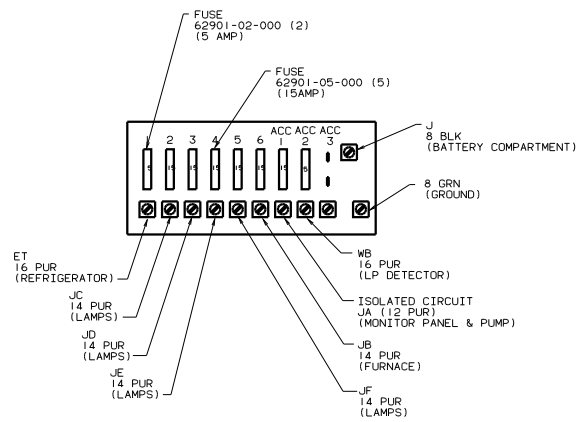 FUSE
62901-02-000 (2)
(5 AMP)
FUSE
62901-05-000 (5)
(15AMP)
ACC ACC ACC
1 2 3 4 5 6 1 2 3
5 15 15 15 15 15 15 5
J
8 BLK
(BATTERY COMPARTMENT)
8 GRN
(GROUND)
ET
16 PUR
(REFRIGERATOR)
JC
14 PUR
(LAMPS)
JD
14 PUR
(LAMPS)
JE
14 PUR
(LAMPS)
WB
16 PUR
(LP DETECTOR)
ISOLATED CIRCUIT
JA (12 PUR)
(MONITOR PANEL & PUMP)
JB
14 PUR
(FURNACE)
JF
14 PUR
(LAMPS)